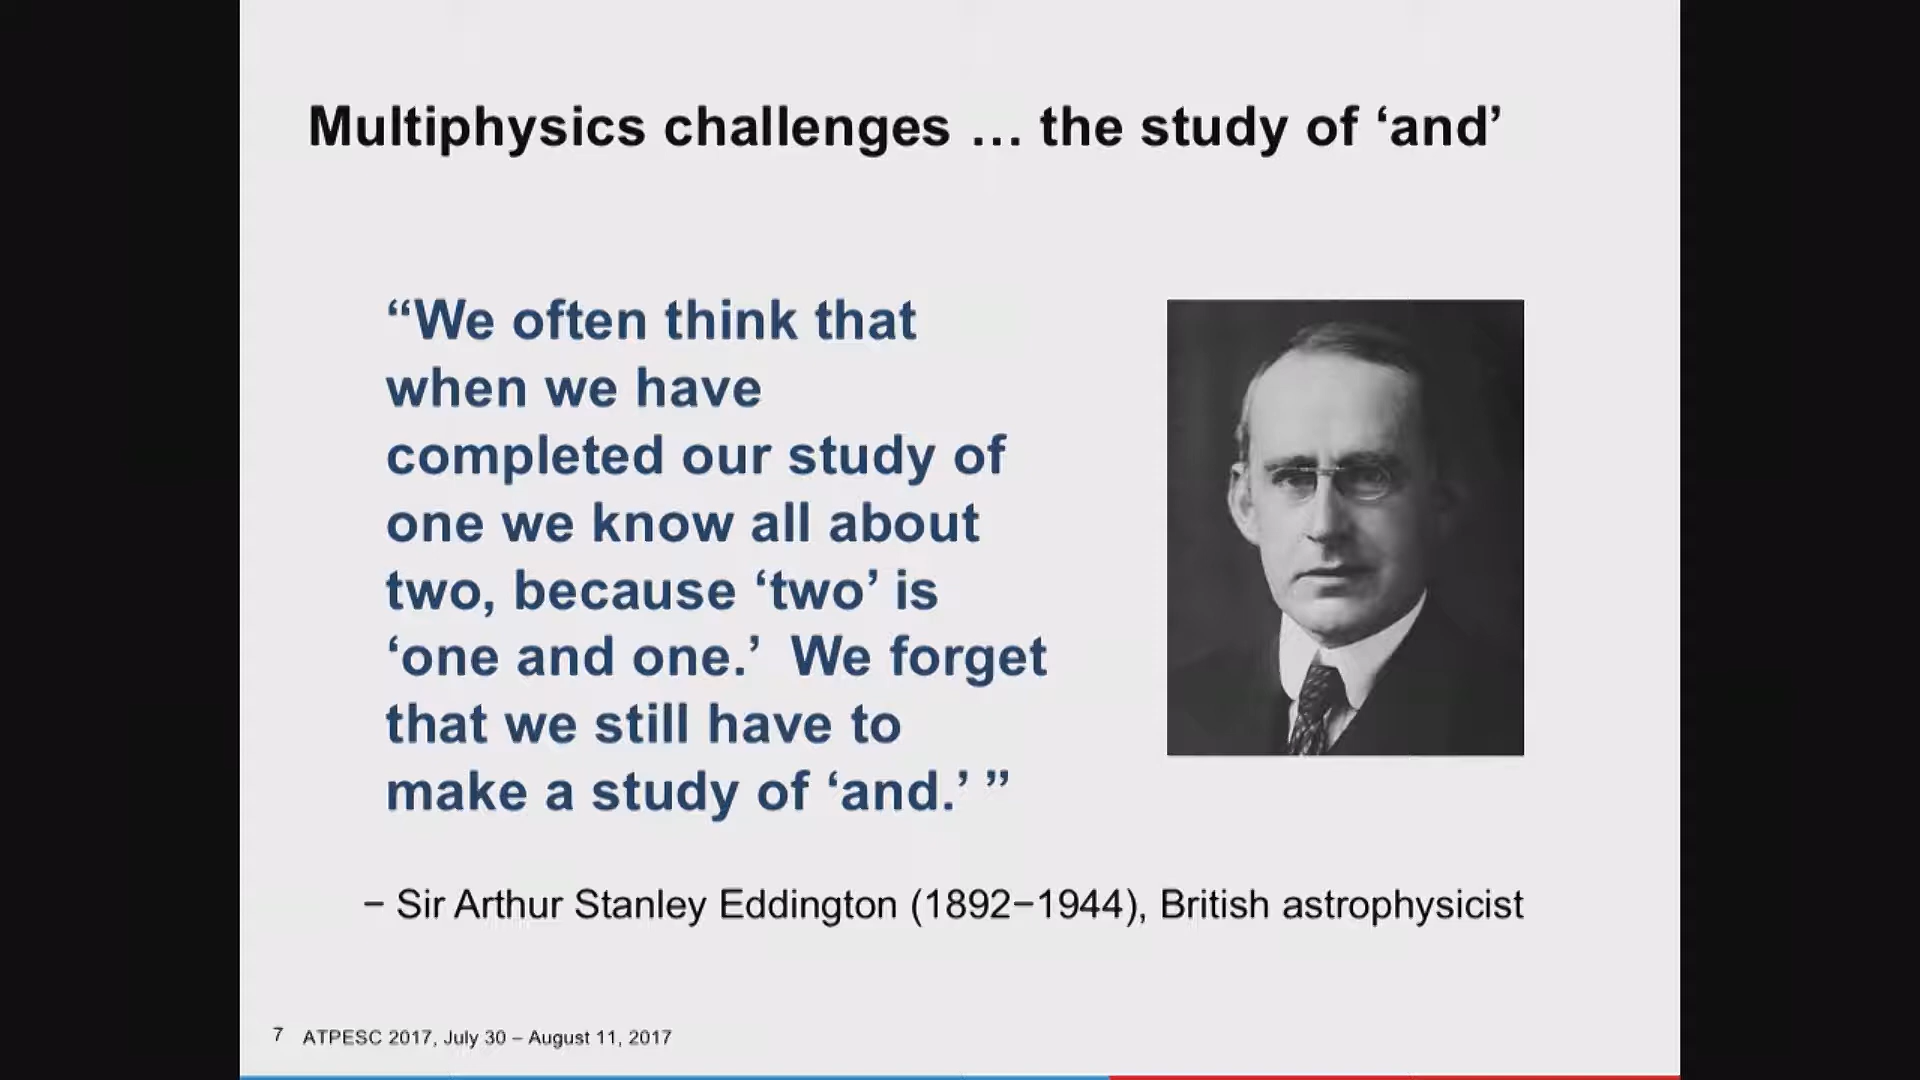 Multiphysics challenges … the study of ‘and’
“We often think that
when we have
completed our study of
one we know all about
two, because ‘two’ is
‘one and one.’ We forget
that we still have to
make a study of ‘and.’ ”
− Sir Arthur Stanley Eddington (1892−1944), British astrophysicist
7 ATPESC 2017, July 30 – August 11, 2017